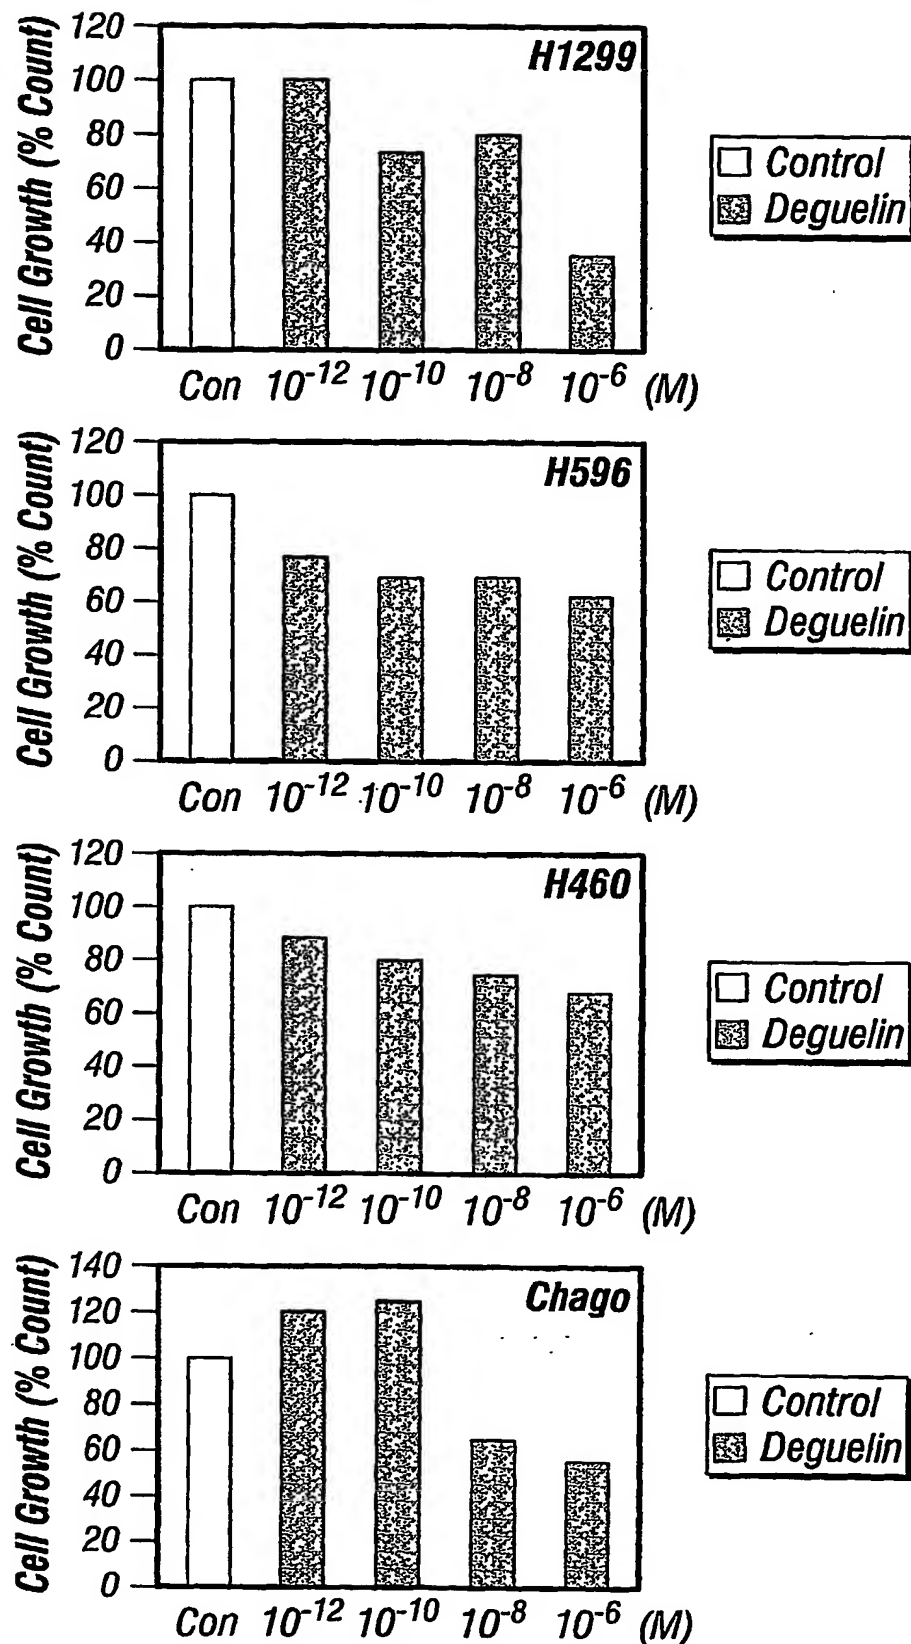 Cell Growth (% Count)
120
100
80
60
40
20
0
H1299
Con 10⁻¹² 10⁻¹⁰ 10⁻⁸ 10⁻⁶ (M)
Control
Deguelin
Cell Growth (% Count)
120
100
80
60
40
20
0
H596
Con 10⁻¹² 10⁻¹⁰ 10⁻⁸ 10⁻⁶ (M)
Control
Deguelin
Cell Growth (% Count)
120
100
80
60
40
20
0
H460
Con 10⁻¹² 10⁻¹⁰ 10⁻⁸ 10⁻⁶ (M)
Control
Deguelin
Cell Growth (% Count)
140
120
100
80
60
40
20
0
Chago
Con 10⁻¹² 10⁻¹⁰ 10⁻⁸ 10⁻⁶ (M)
Control
Deguelin